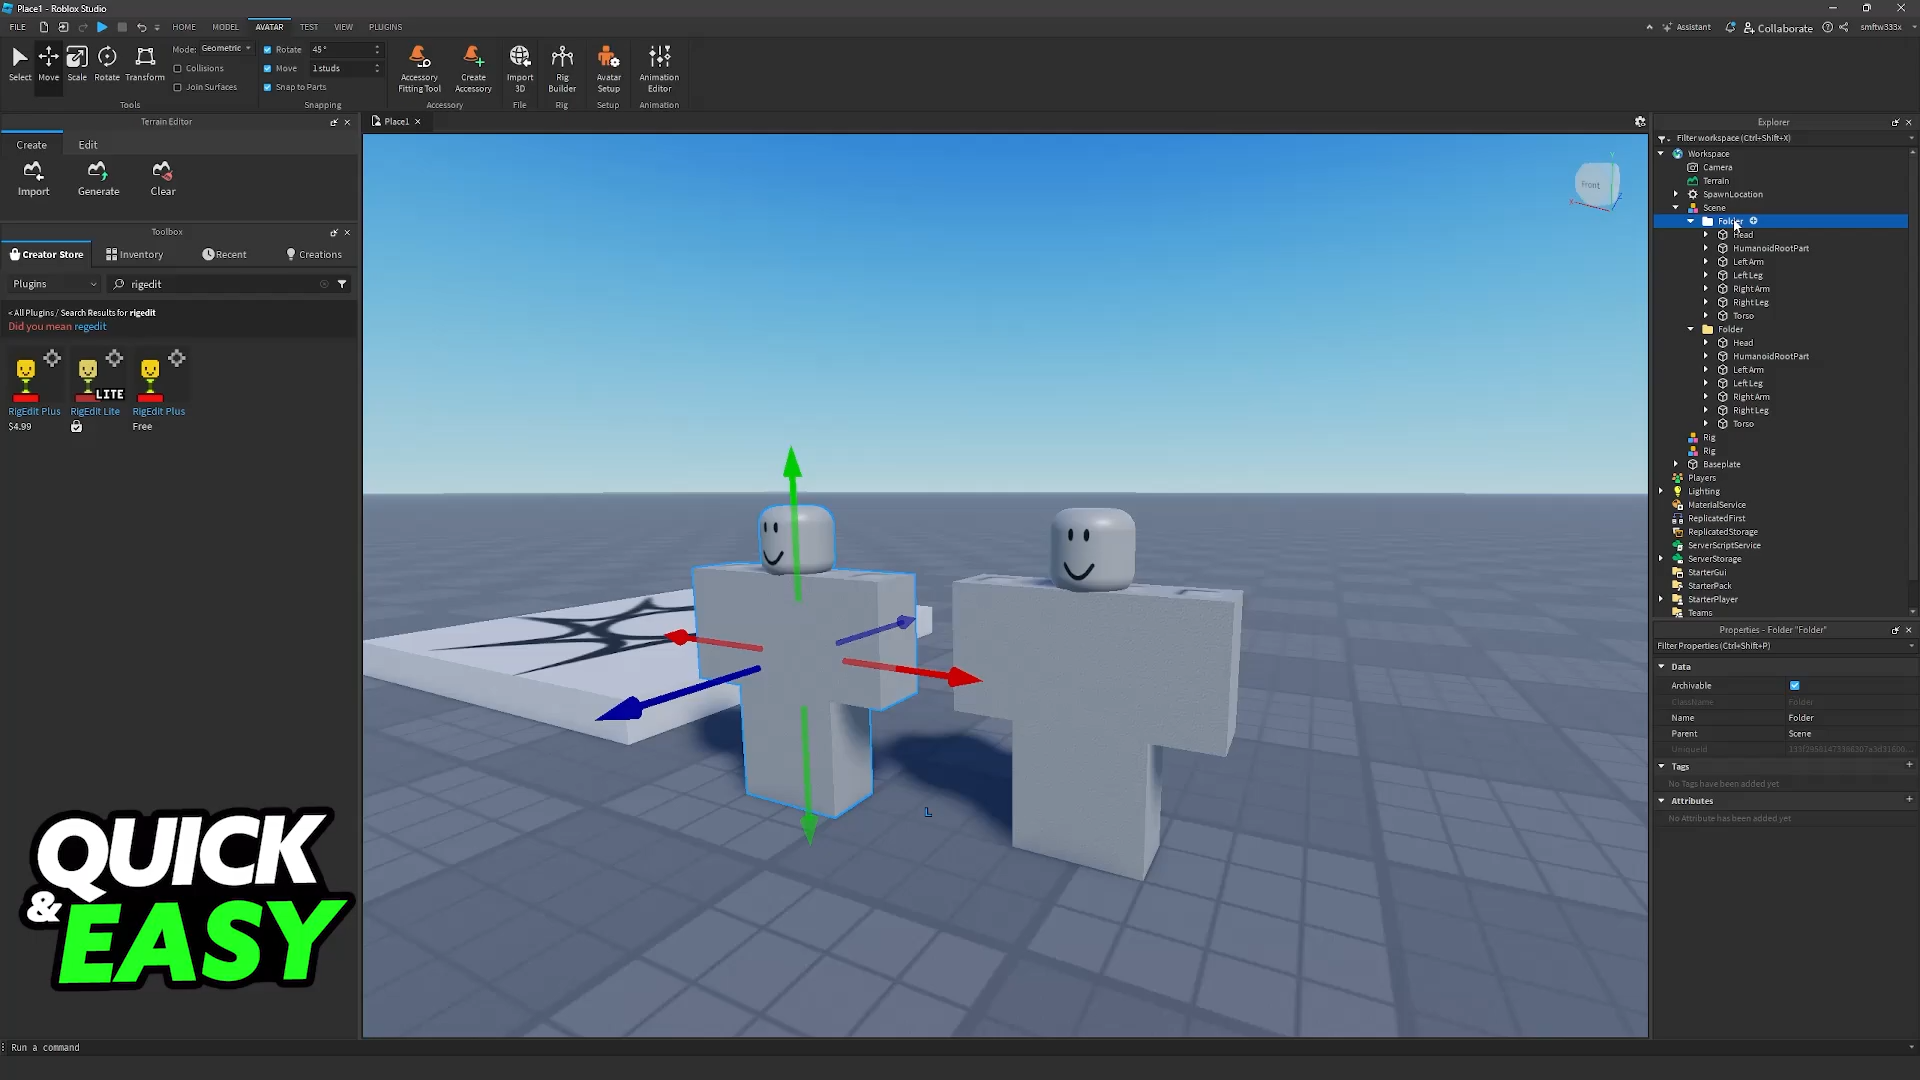 Place1 - Roblox Studio
FILE HOME MODEL AVATAR TEST VIEW PLUGINS
Assistant Collaborate smftw333x
Select Move Scale Rotate Transform
Mode: Geometric
Collisions
Join Surfaces
Tools
Rotate 45°
Move 1 studs
Snap to Parts
Snapping
Accessory Fitting Tool
Create Accessory
Accessory
Import 3D
File
Rig Builder
Rig
Avatar Setup
Setup
Animation Editor
Animation
Terrain Editor
Create Edit
Import Generate Clear
Toolbox
Creator Store Inventory Recent Creations
Plugins rigedit
< All Plugins / Search Results for rigedit
Did you mean regedit
LITE
RigEdit Plus RigEdit Lite RigEdit Plus
$4.99 Free
QUICK
& EASY
Place1
Front
Y
L
Explorer
Filter workspace (Ctrl+Shift+X)
Workspace
Camera
Terrain
SpawnLocation
Scene
Folder
Head
HumanoidRootPart
Left Arm
Left Leg
Right Arm
Right Leg
Torso
Folder
Head
HumanoidRootPart
Left Arm
Left Leg
Right Arm
Right Leg
Torso
Rig
Rig
Baseplate
Players
Lighting
MaterialService
ReplicatedFirst
ReplicatedStorage
ServerScriptService
ServerStorage
StarterGui
StarterPack
StarterPlayer
Teams
Properties - Folder "Folder"
Filter Properties (Ctrl+Shift+P)
Data
Archivable
ClassName Folder
Name Folder
Parent Scene
UniqueId
Tags
No Tags have been added yet
Attributes
No Attribute has been added yet
Run a command